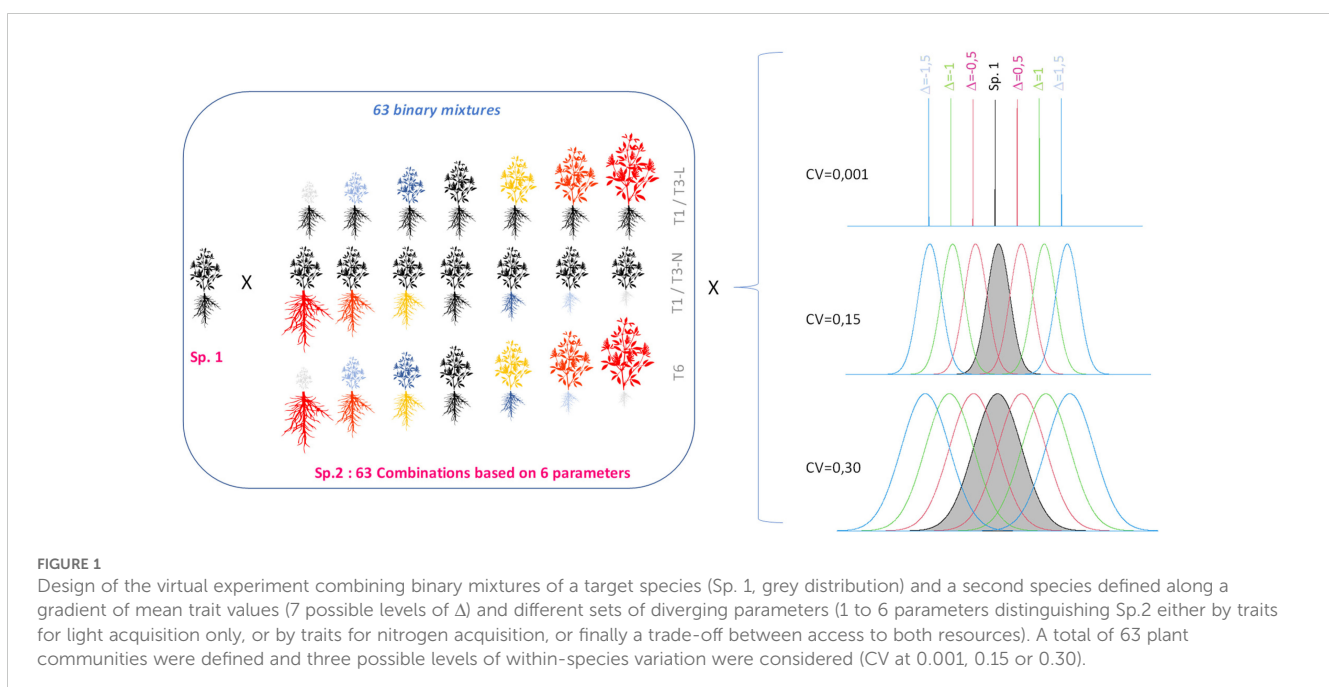 63 binary mixtures
Sp. 1
X
T1 / T3-L
T1 / T3-N
T6
Sp.2 : 63 Combinations based on 6 parameters
X
Δ=-1,5
Δ=-1
Δ=-0,5
Sp. 1
Δ=0,5
Δ=1
Δ=1,5
CV=0,001
CV=0,15
CV=0,30
FIGURE 1
Design of the virtual experiment combining binary mixtures of a target species (Sp. 1, grey distribution) and a second species defined along a
gradient of mean trait values (7 possible levels of Δ) and different sets of diverging parameters (1 to 6 parameters distinguishing Sp.2 either by traits
for light acquisition only, or by traits for nitrogen acquisition, or finally a trade-off between access to both resources). A total of 63 plant
communities were defined and three possible levels of within-species variation were considered (CV at 0.001, 0.15 or 0.30).